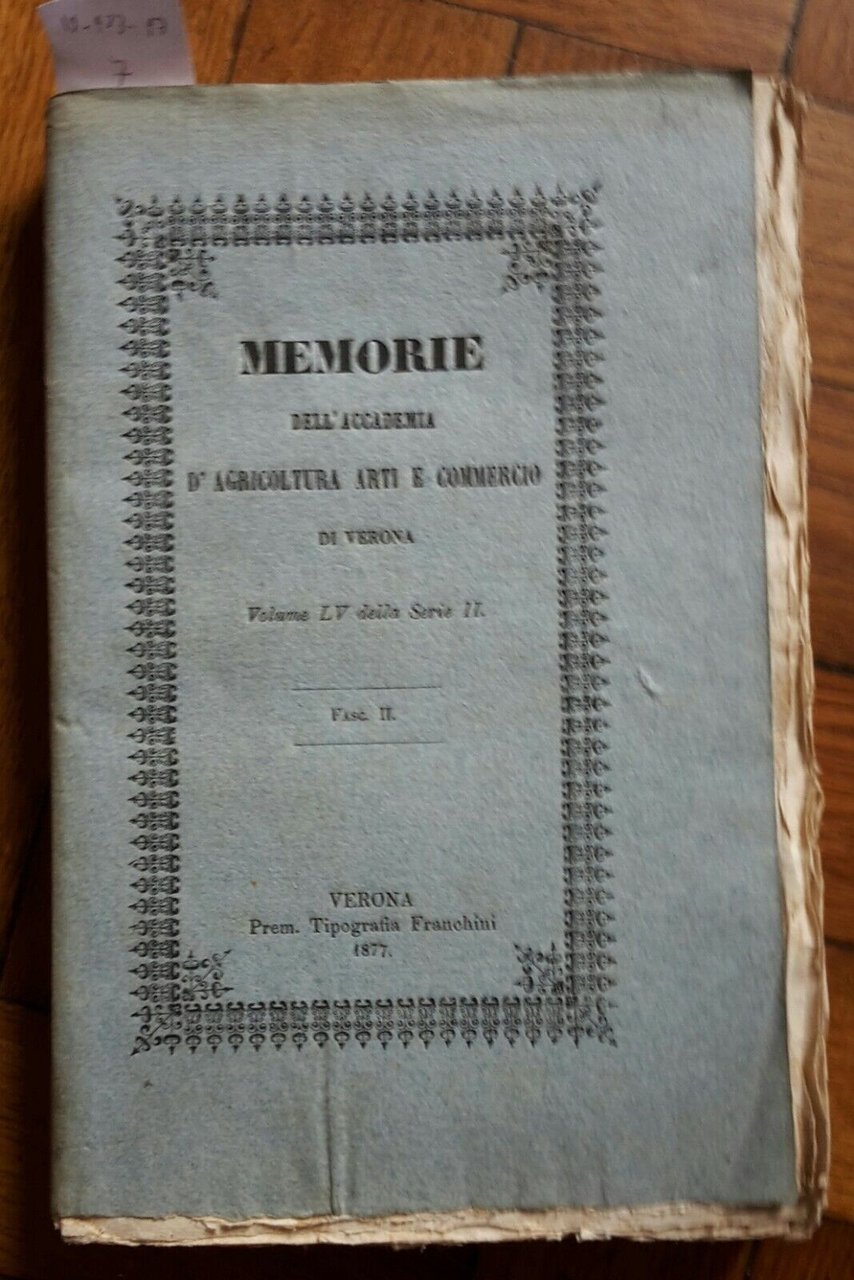 7
MEMORIE
DELL'ACCADEMIA
D' AGRICOLTURA ARTI E COMMERCIO
DI VERONA
Volume LV della Serie II.
Fasc. II.
VERONA
Prem. Tipografia Franchini
1877.